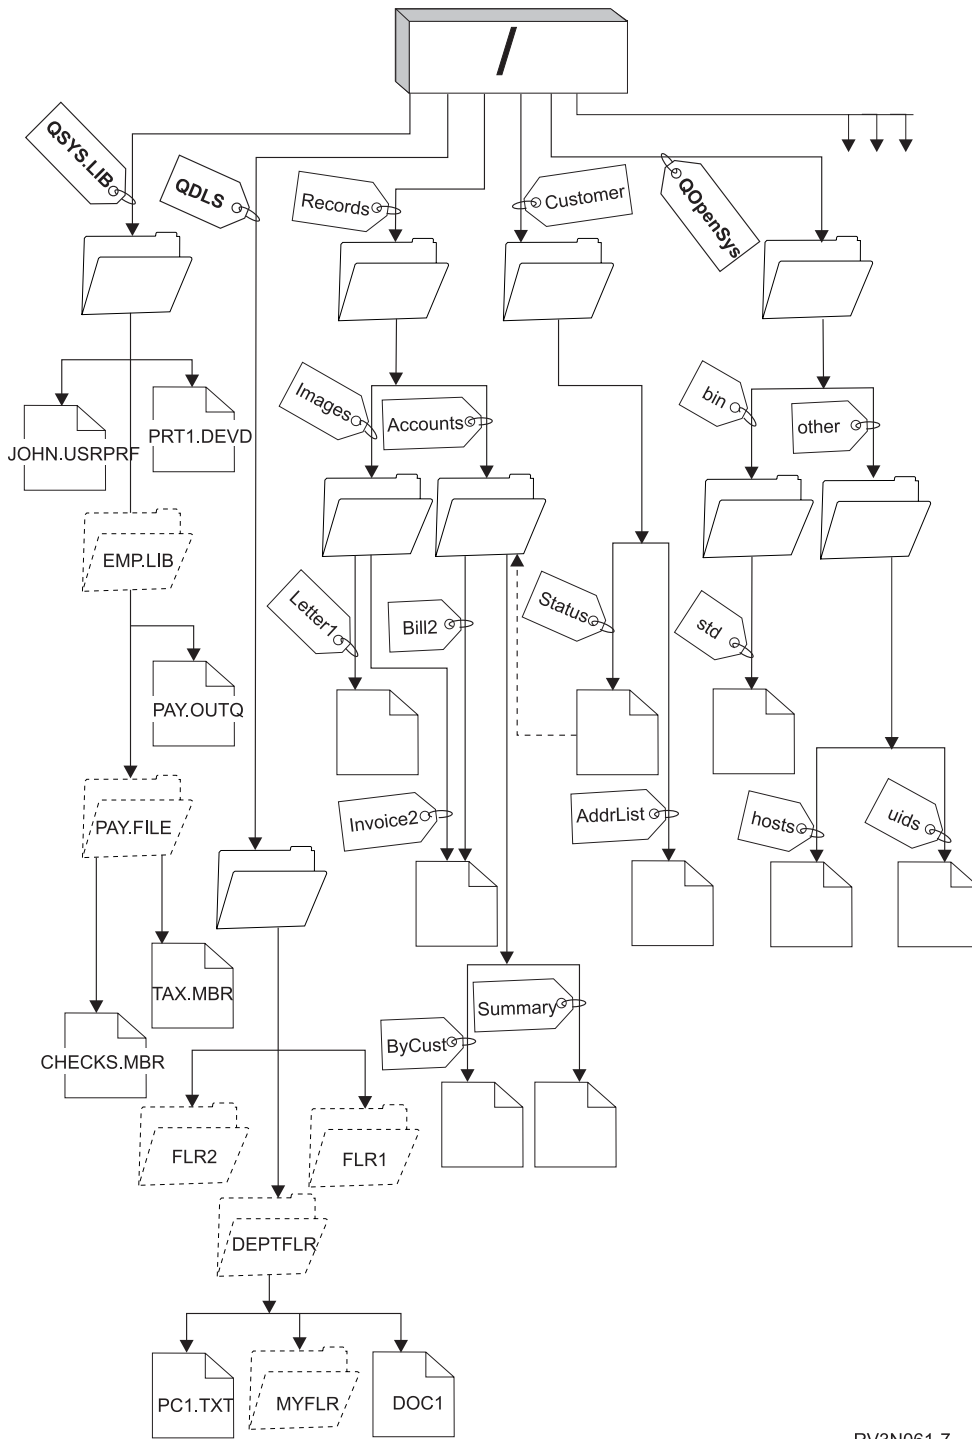 /
QSYS.LIB
QDLS
Records
Customer
QOpenSys
JOHN.USRPRF
PRT1.DEVD
Images
Accounts
bin
other
EMP.LIB
Letter1
Bill2
Status
std
PAY.OUTQ
PAY.FILE
Invoice2
AddrList
hosts
uids
TAX.MBR
Summary
ByCust
CHECKS.MBR
FLR2
FLR1
DEPTFLR
PC1.TXT
MYFLR
DOC1
RV3N061-7